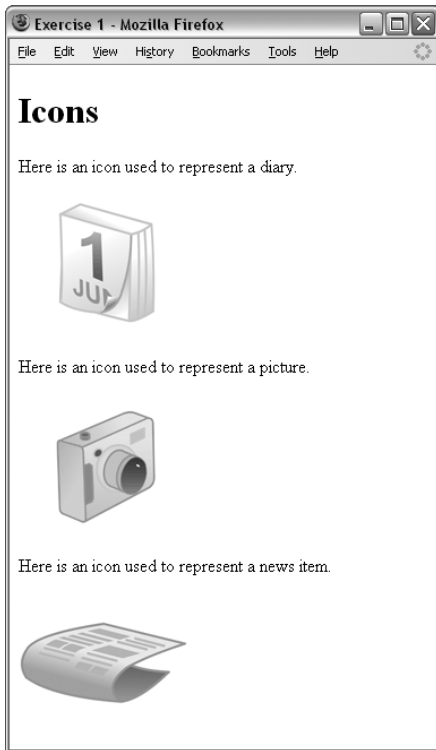 Exercise 1 - Mozilla Firefox
File Edit View History Bookmarks Tools Help
Icons
Here is an icon used to represent a diary.
1
JUN
Here is an icon used to represent a picture.
Here is an icon used to represent a news item.